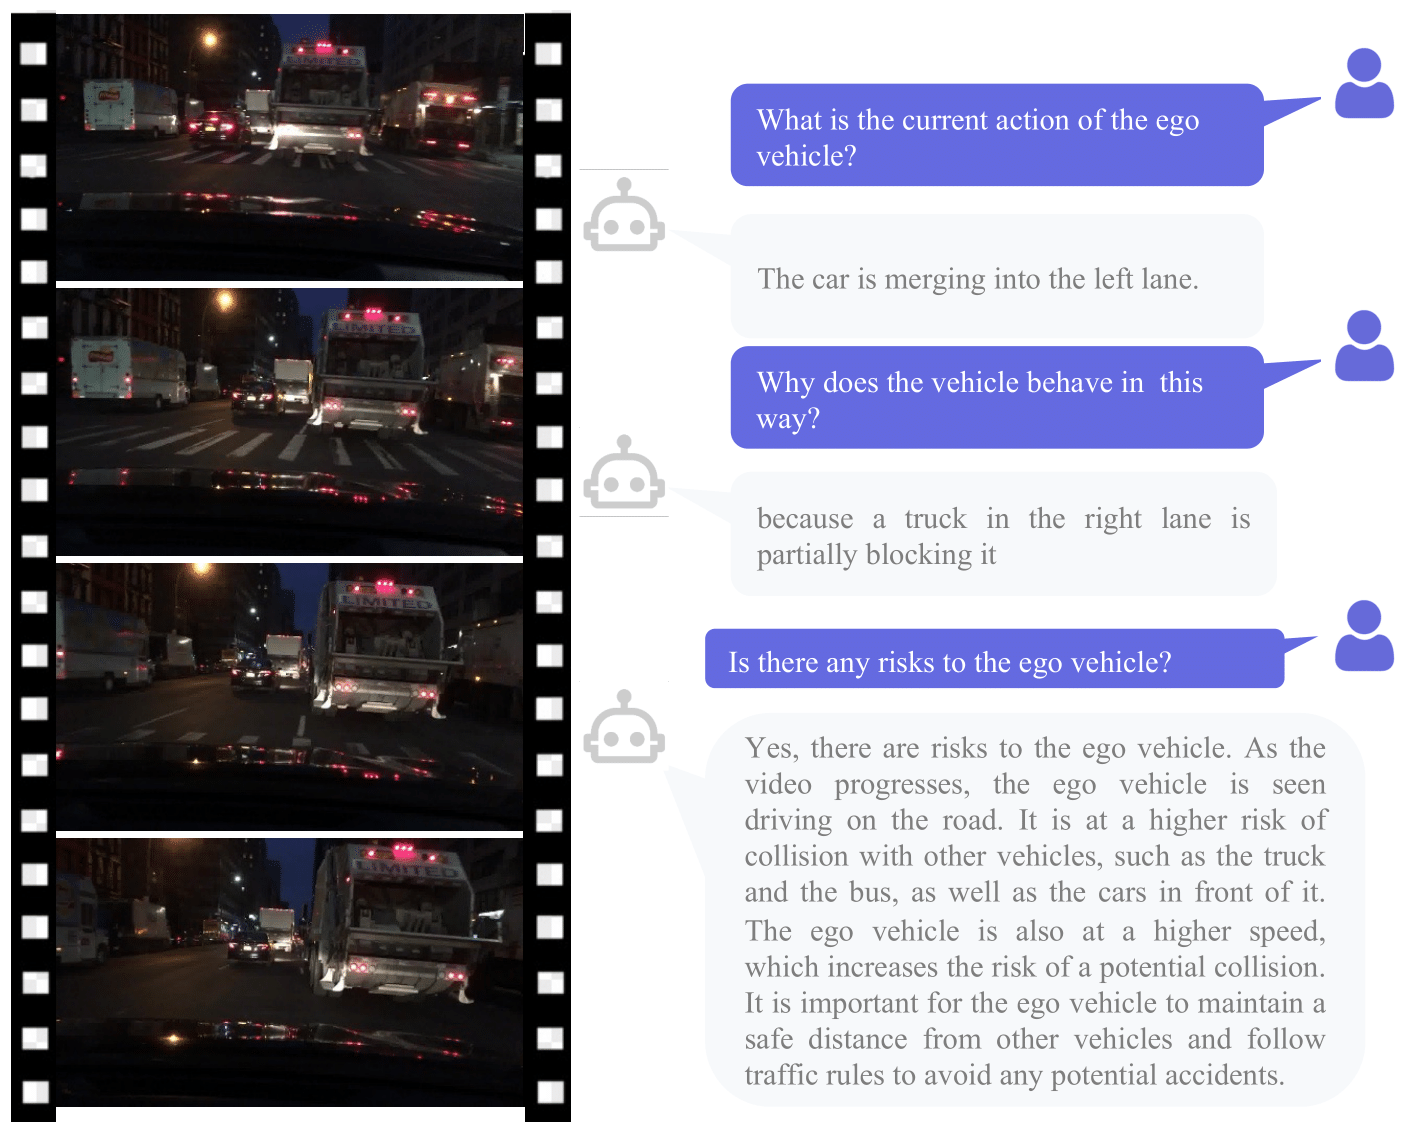 LIMITED
LIMITED
LIMITED
LIMITED
What is the current action of the ego
vehicle?
The car is merging into the left lane.
Why does the vehicle behave in this
way?
because a truck in the right lane is
partially blocking it
Is there any risks to the ego vehicle?
Yes, there are risks to the ego vehicle. As the
video progresses, the ego vehicle is seen
driving on the road. It is at a higher risk of
collision with other vehicles, such as the truck
and the bus, as well as the cars in front of it.
The ego vehicle is also at a higher speed,
which increases the risk of a potential collision.
It is important for the ego vehicle to maintain a
safe distance from other vehicles and follow
traffic rules to avoid any potential accidents.